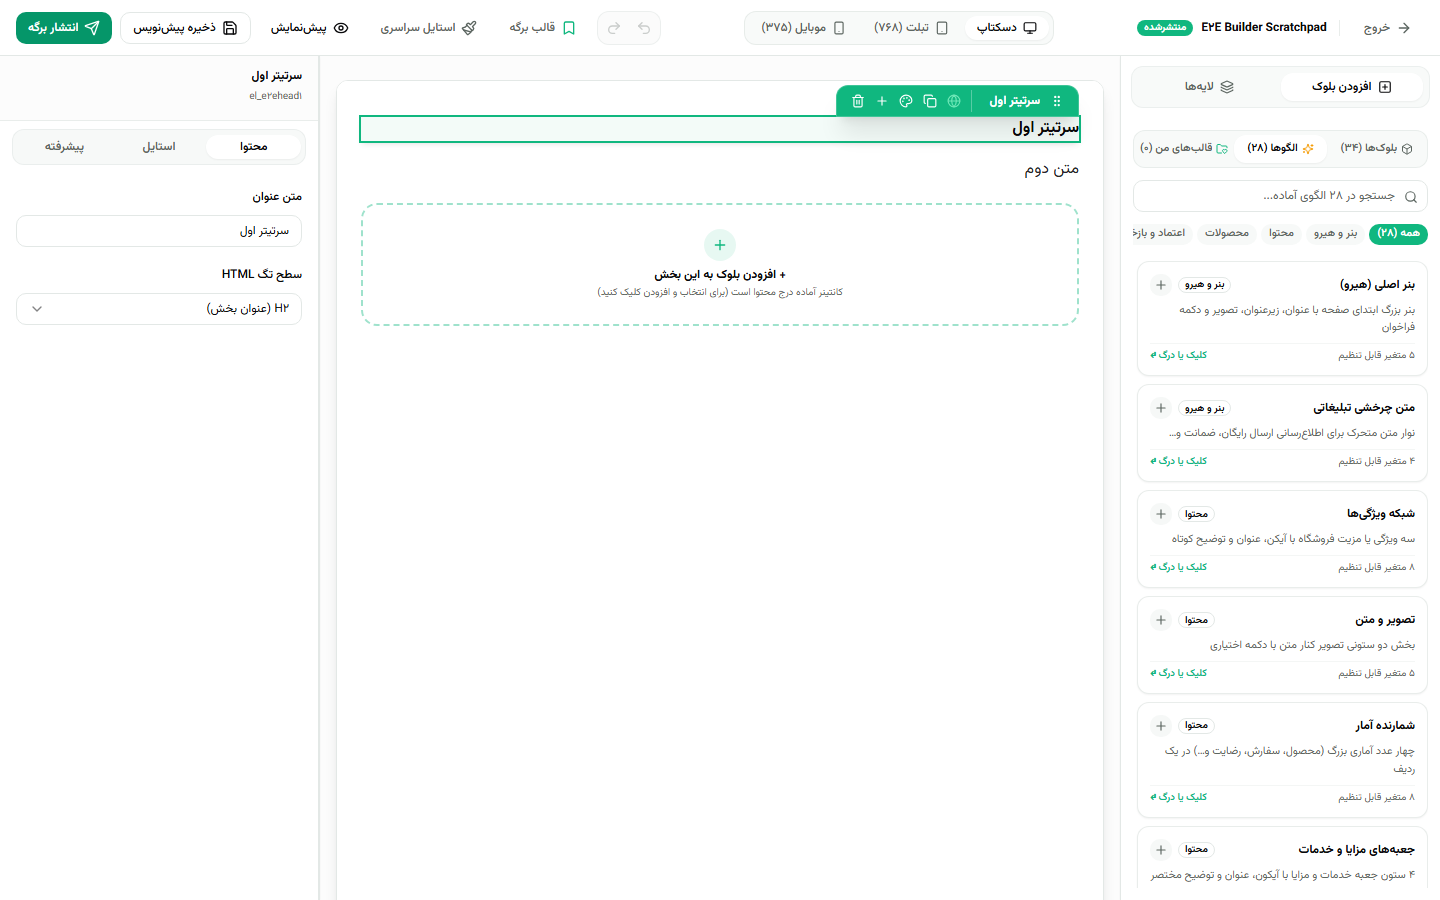 خروج
E۲E Builder Scratchpad
منتشرشده
دسکتاپ
تبلت (۷۶۸)
موبایل (۳۷۵)
قالب برگه
استایل سراسری
پیش‌نمایش
ذخیره پیش‌نویس
انتشار برگه
افزودن بلوک
لایه‌ها
بلوک‌ها (۳۴)
الگوها (۲۸)
قالب‌های من (۰)
جستجو در ۲۸ الگوی آماده...
همه (۲۸)
بنر و هیرو
محتوا
محصولات
اعتماد و بازخ
بنر اصلی (هیرو)
بنر و هیرو
بنر بزرگ ابتدای صفحه با عنوان، زیرعنوان، تصویر و دکمه
فراخوان
۵ متغیر قابل تنظیم
کلیک یا درگ
متن چرخشی تبلیغاتی
بنر و هیرو
نوار متن متحرک برای اطلاع‌رسانی ارسال رایگان، ضمانت و...
۴ متغیر قابل تنظیم
کلیک یا درگ
شبکه ویژگی‌ها
محتوا
سه ویژگی یا مزیت فروشگاه با آیکن، عنوان و توضیح کوتاه
۸ متغیر قابل تنظیم
کلیک یا درگ
تصویر و متن
محتوا
بخش دو ستونی تصویر کنار متن با دکمه اختیاری
۵ متغیر قابل تنظیم
کلیک یا درگ
شمارنده آمار
محتوا
چهار عدد آماری بزرگ (محصول، سفارش، رضایت و...) در یک
ردیف
۸ متغیر قابل تنظیم
کلیک یا درگ
جعبه‌های مزایا و خدمات
محتوا
۴ ستون جعبه خدمات و مزایا با آیکون، عنوان و توضیح مختصر
سرتیتر اول
سرتیتر اول
متن دوم
+ افزودن بلوک به این بخش
کانتینر آماده درج محتوا است (برای انتخاب و افزودن کلیک کنید)
سرتیتر اول
el_e۲ehead۱
محتوا
استایل
پیشرفته
متن عنوان
سرتیتر اول
سطح تگ HTML
H۲ (عنوان بخش)